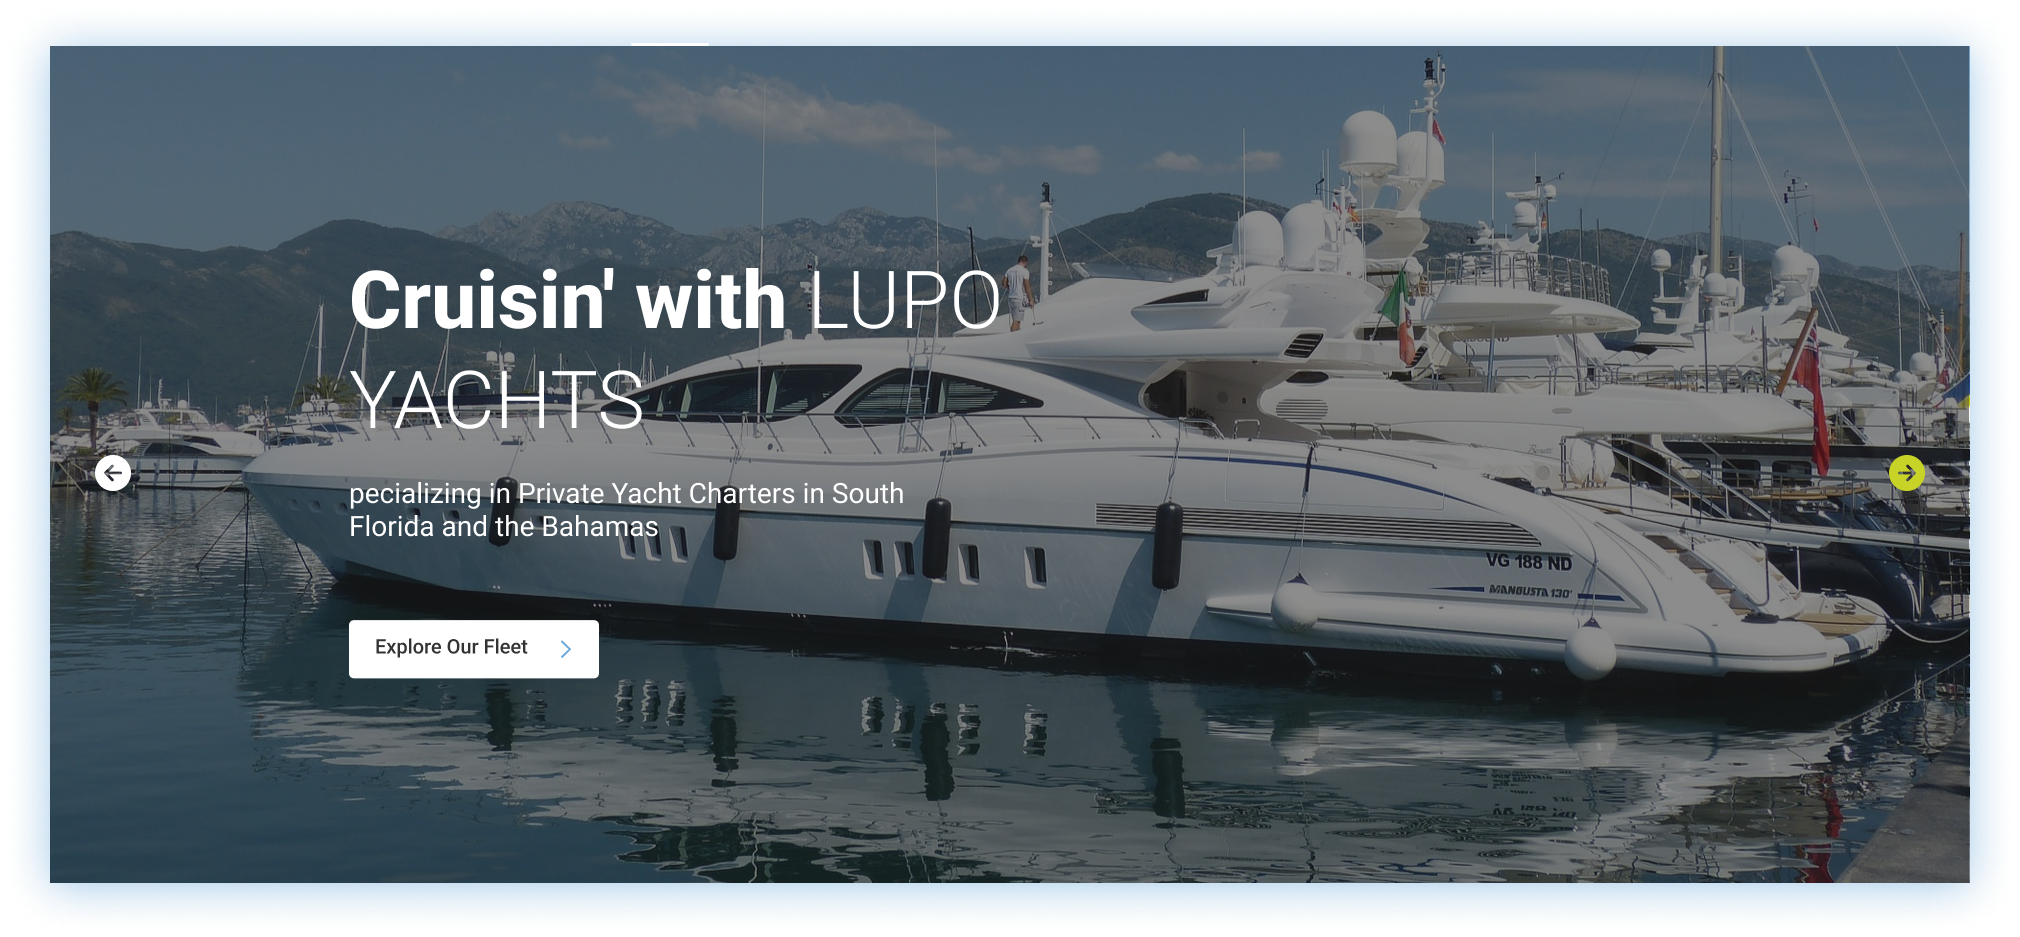 Cruisin' with LUPO
YACHTS
pecializing in Private Yacht Charters in South
Florida and the Bahamas
VG 188 ND
MANGUSTA 130'
Explore Our Fleet